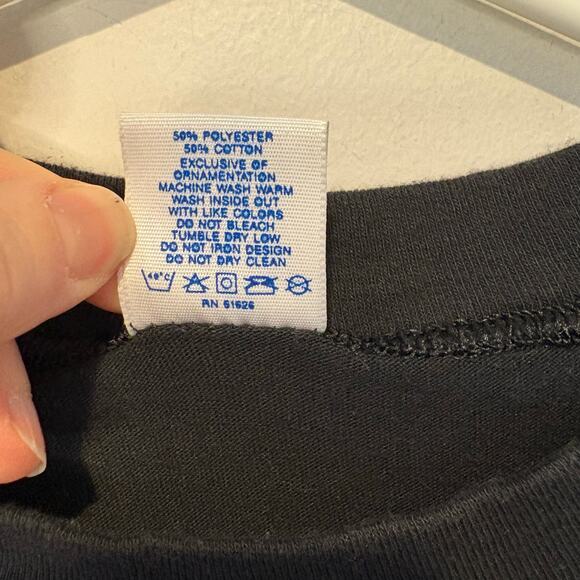 50% POLYESTER
50% COTTON
EXCLUSIVE OF
ORNAMENTATION
MACHINE WASH WARM
WASH INSIDE OUT
WITH LIKE COLORS
DO NOT BLEACH
TUMBLE DRY LOW
DO NOT IRON DESIGN
DO NOT DRY CLEAN
40°C
RN 61626